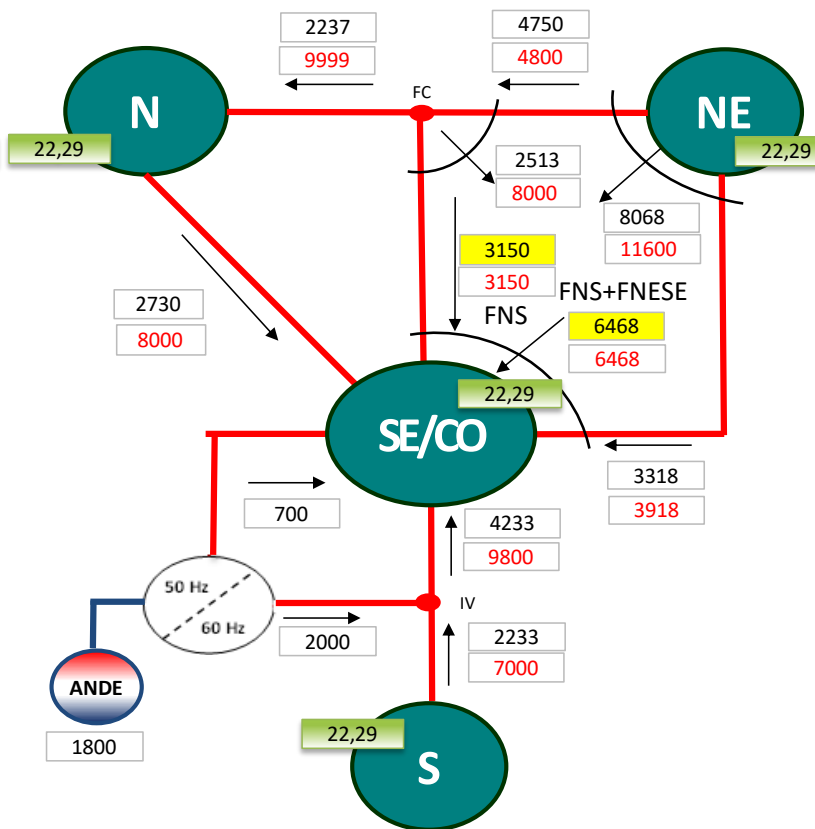 2237
9999
4750
4800
FC
N
22,29
NE
22,29
2513
8000
8068
11600
3150
3150
FNS
FNS+FNESE
6468
6468
2730
8000
22,29
SE/CO
3318
3918
700
4233
9800
50 Hz
60 Hz
IV
2000
2233
7000
ANDE
1800
22,29
S